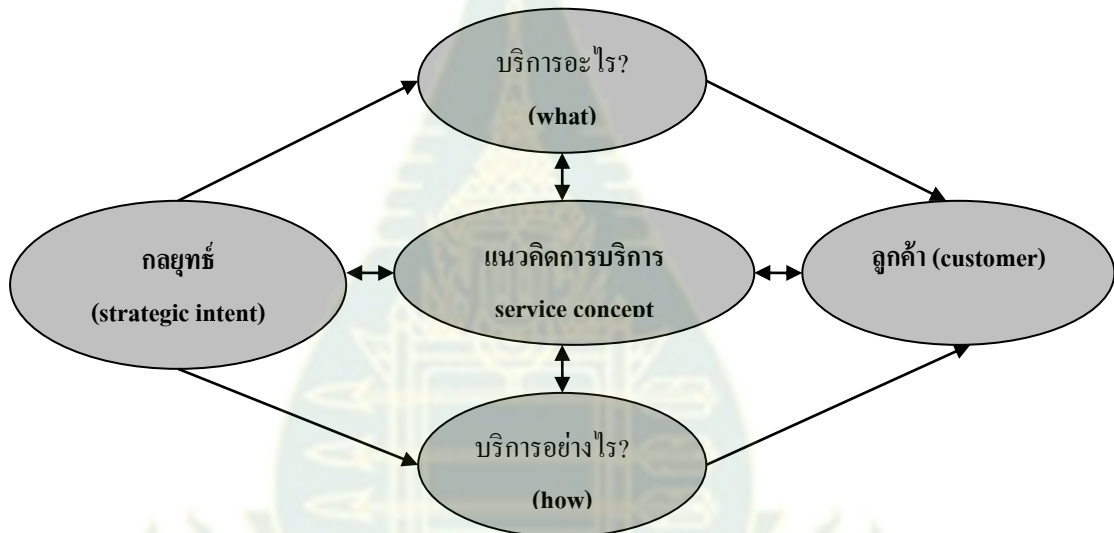 บริการอะไร?
(what)
กลยุทธ์
(strategic intent)
แนวคิดการบริการ
service concept
ลูกค้า (customer)
บริการอย่างไร?
(how)